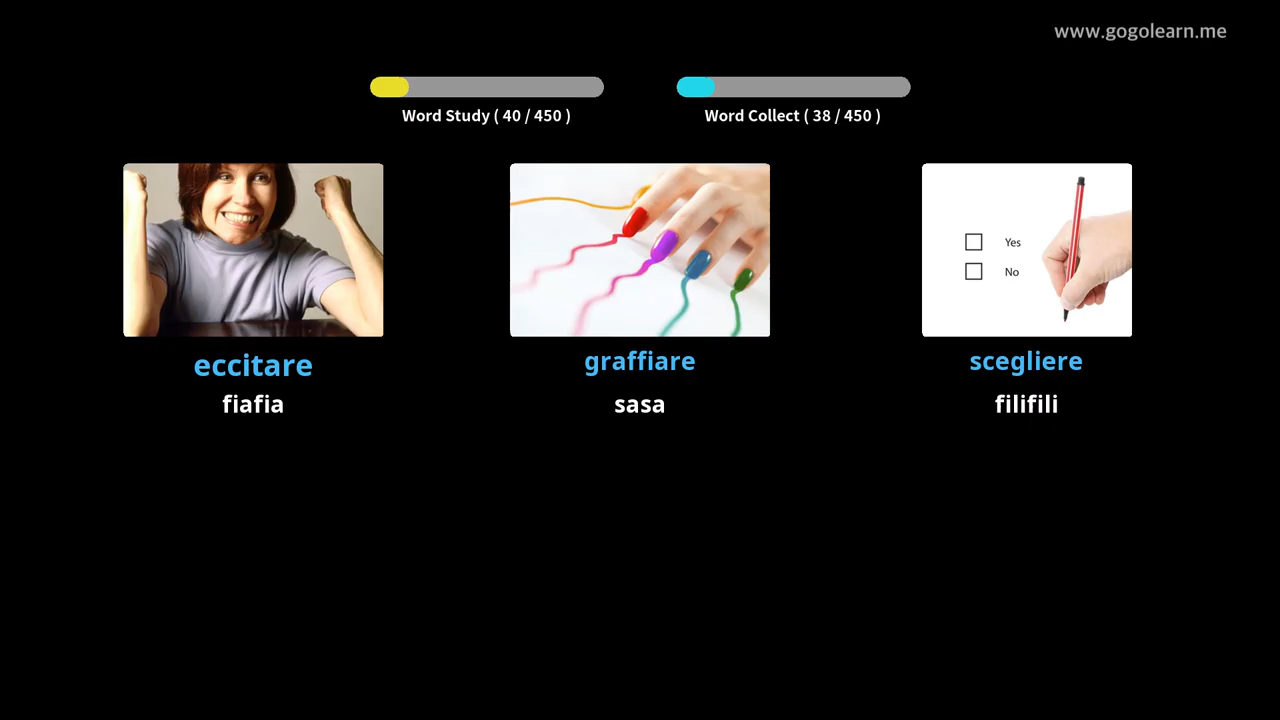 www.gogolearn.me
Word Study ( 40 / 450 )
Word Collect ( 38 / 450 )
Yes
No
eccitare
graffiare
scegliere
fiafia
sasa
filifili